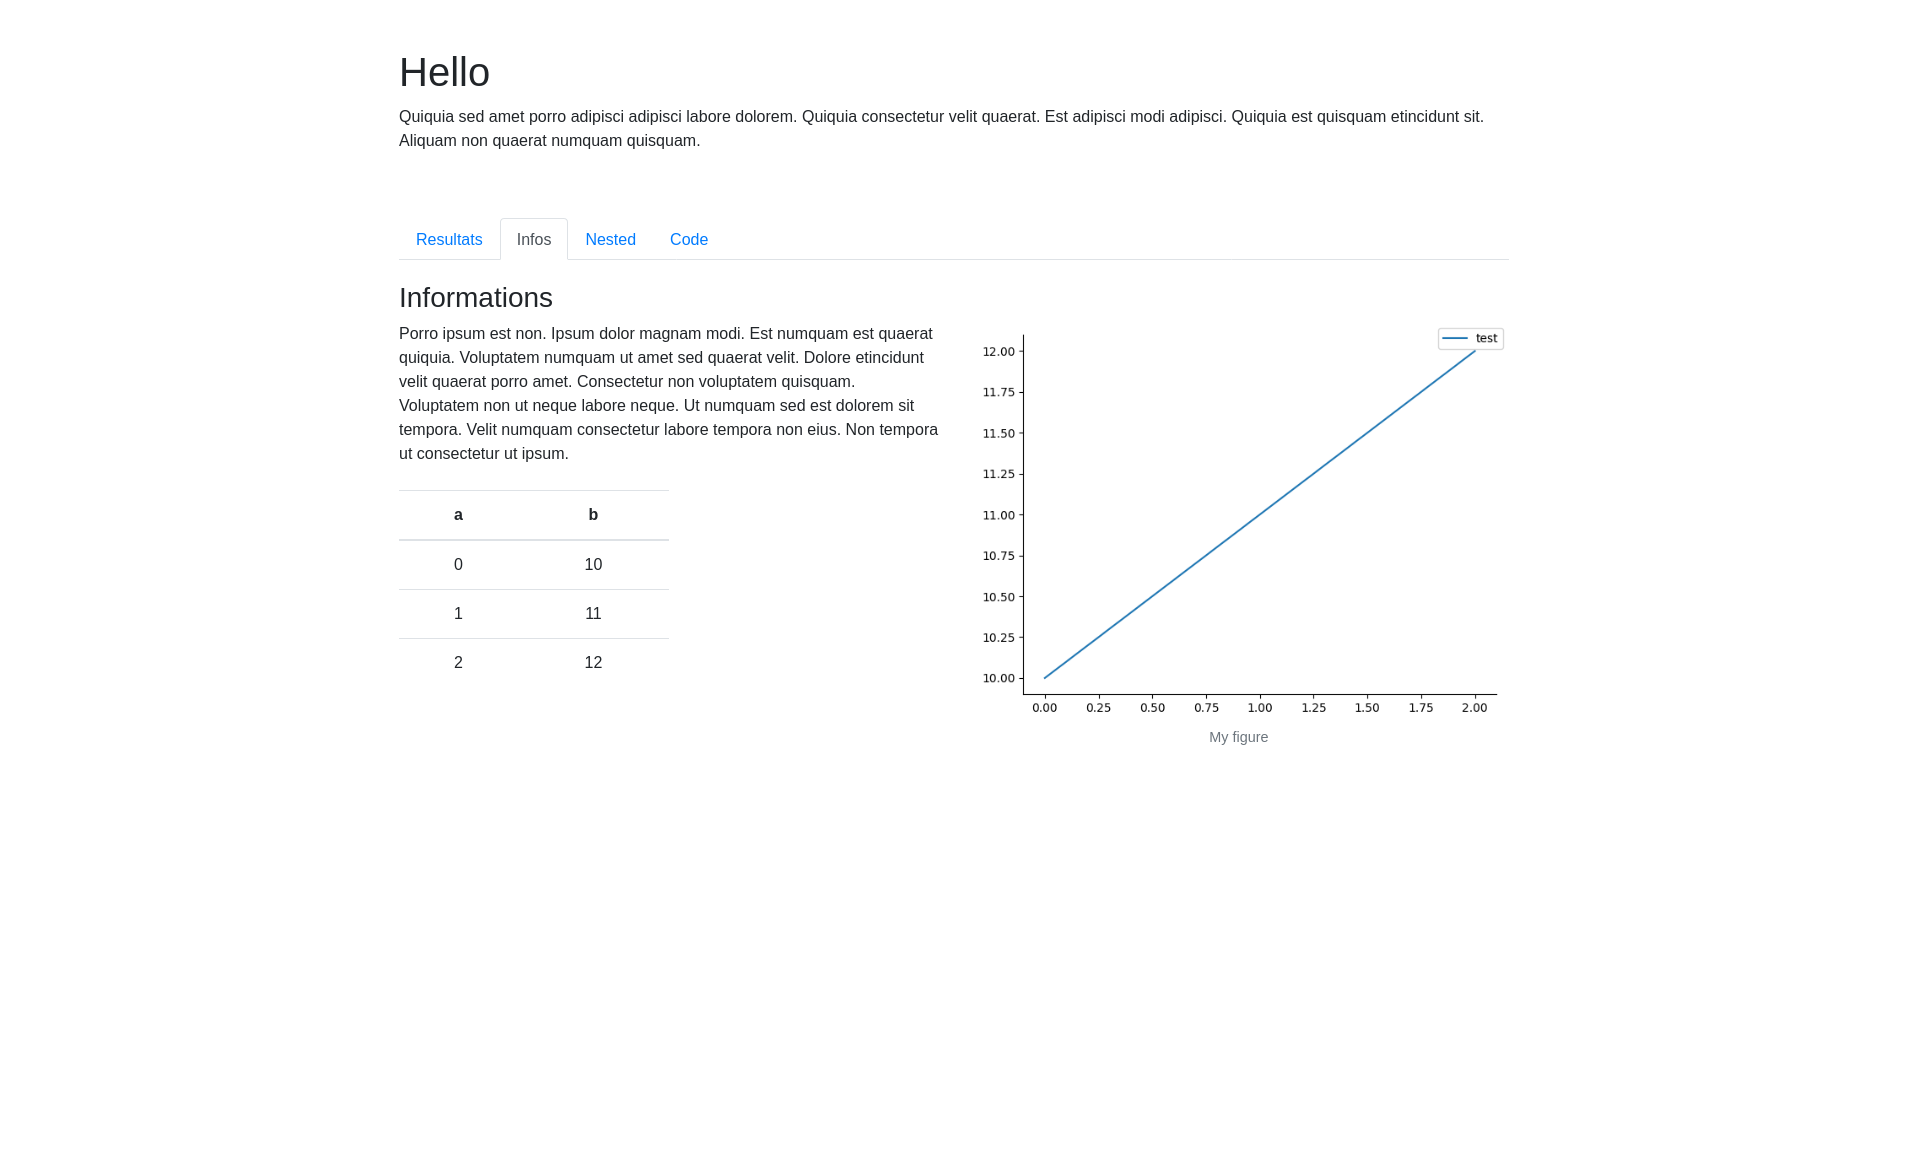 Hello
Quiquia sed amet porro adipisci adipisci labore dolorem. Quiquia consectetur velit quaerat. Est adipisci modi adipisci. Quiquia est quisquam etincidunt sit.
Aliquam non quaerat numquam quisquam.
Resultats Infos Nested Code
Informations
Porro ipsum est non. Ipsum dolor magnam modi. Est numquam est quaerat
quiquia. Voluptatem numquam ut amet sed quaerat velit. Dolore etincidunt
velit quaerat porro amet. Consectetur non voluptatem quisquam.
Voluptatem non ut neque labore neque. Ut numquam sed est dolorem sit
tempora. Velit numquam consectetur labore tempora non eius. Non tempora
ut consectetur ut ipsum.
a b
0 10
1 11
2 12
test
12.00
11.75
11.50
11.25
11.00
10.75
10.50
10.25
10.00
0.00 0.25 0.50 0.75 1.00 1.25 1.50 1.75 2.00
My figure